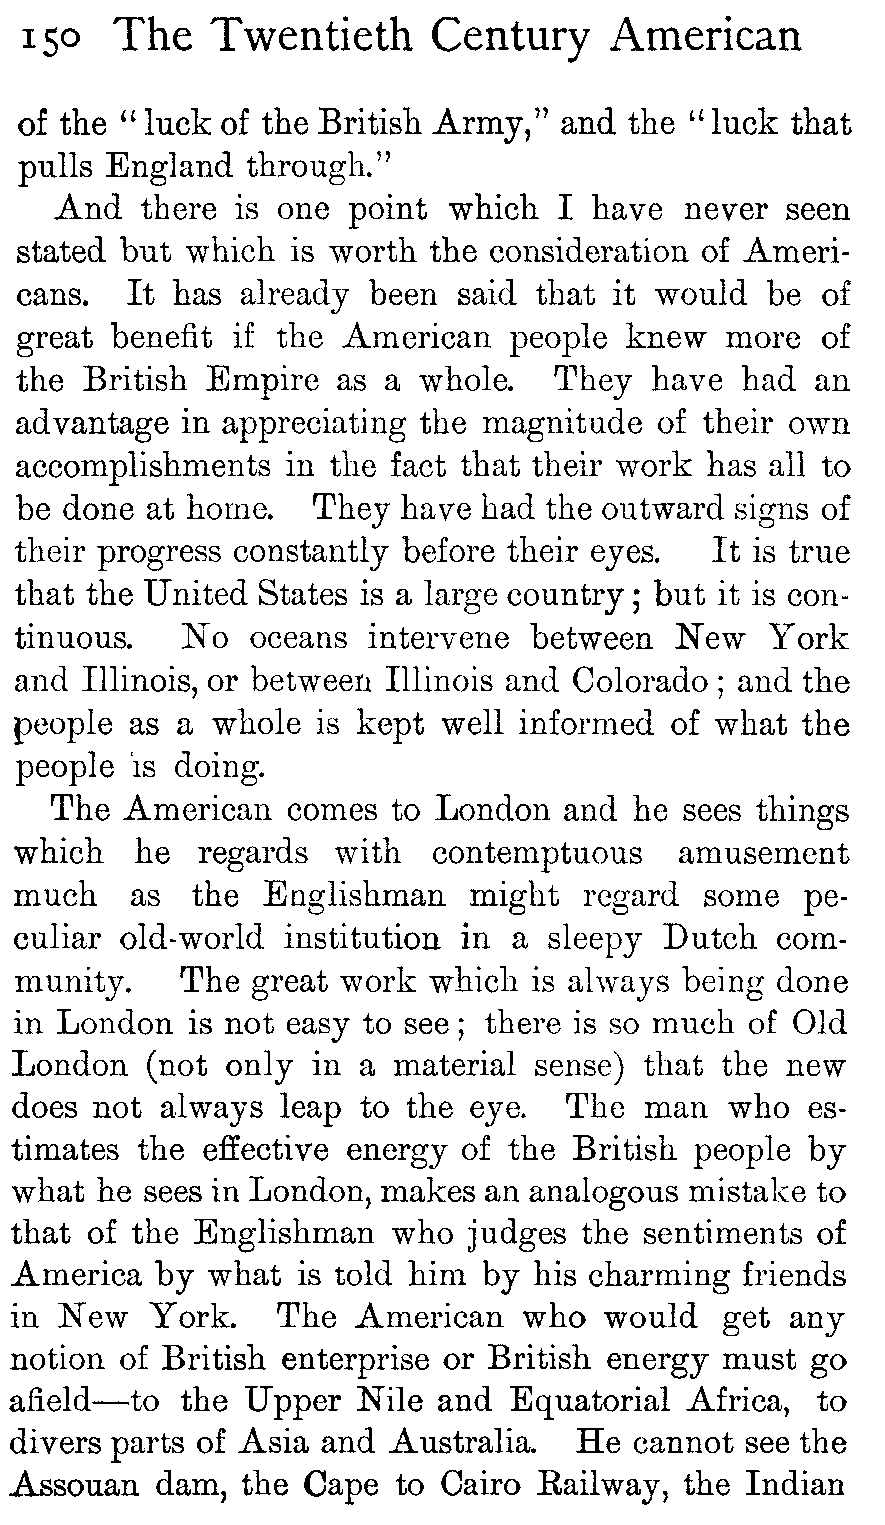 150 The Twentieth Century American
of the “luck of the British Army,” and the “luck that
pulls England through.”
And there is one point which I have never seen
stated but which is worth the consideration of Ameri-
cans. It has already been said that it would be of
great benefit if the American people knew more of
the British Empire as a whole. They have had an
advantage in appreciating the magnitude of their own
accomplishments in the fact that their work has all to
be done at home. They have had the outward signs of
their progress constantly before their eyes. It is true
that the United States is a large country; but it is con-
tinuous. No oceans intervene between New York
and Illinois, or between Illinois and Colorado; and the
people as a whole is kept well informed of what the
people is doing.
The American comes to London and he sees things
which he regards with contemptuous amusement
much as the Englishman might regard some pe-
culiar old-world institution in a sleepy Dutch com-
munity. The great work which is always being done
in London is not easy to see; there is so much of Old
London (not only in a material sense) that the new
does not always leap to the eye. The man who es-
timates the effective energy of the British people by
what he sees in London, makes an analogous mistake to
that of the Englishman who judges the sentiments of
America by what is told him by his charming friends
in New York. The American who would get any
notion of British enterprise or British energy must go
afield—to the Upper Nile and Equatorial Africa, to
divers parts of Asia and Australia. He cannot see the
Assouan dam, the Cape to Cairo Railway, the Indian